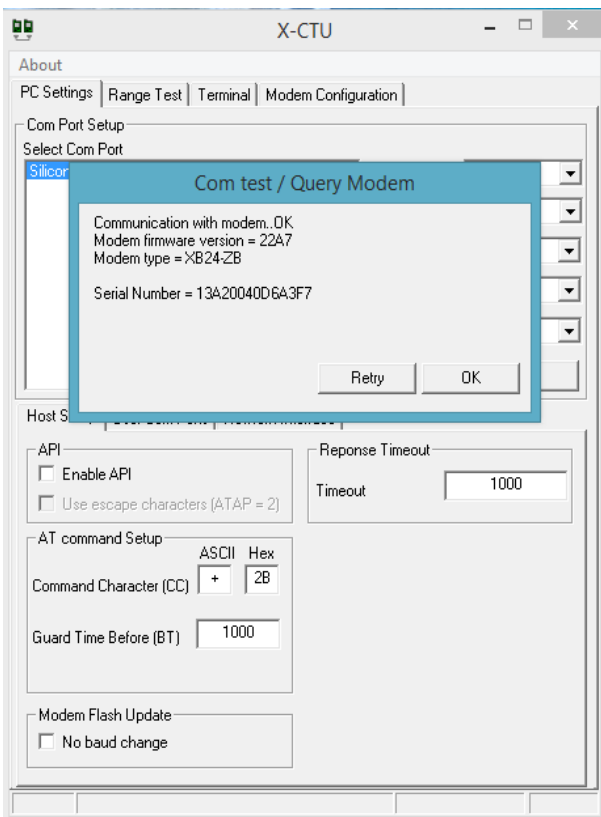 X-CTU
About
PC Settings Range Test Terminal Modem Configuration
Com Port Setup
Select Com Port
Com test / Query Modem
Communication with modem..OK
Modem firmware version = 22A7
Modem type = XB24-ZB
Serial Number = 13A20040D6A3F7
Retry OK
Host
API
Enable API
Use escape characters (ATAP = 2)
Reponse Timeout
Timeout 1000
AT command Setup
ASCII Hex
Command Character (CC) + 2B
Guard Time Before (BT) 1000
Modem Flash Update
No baud change